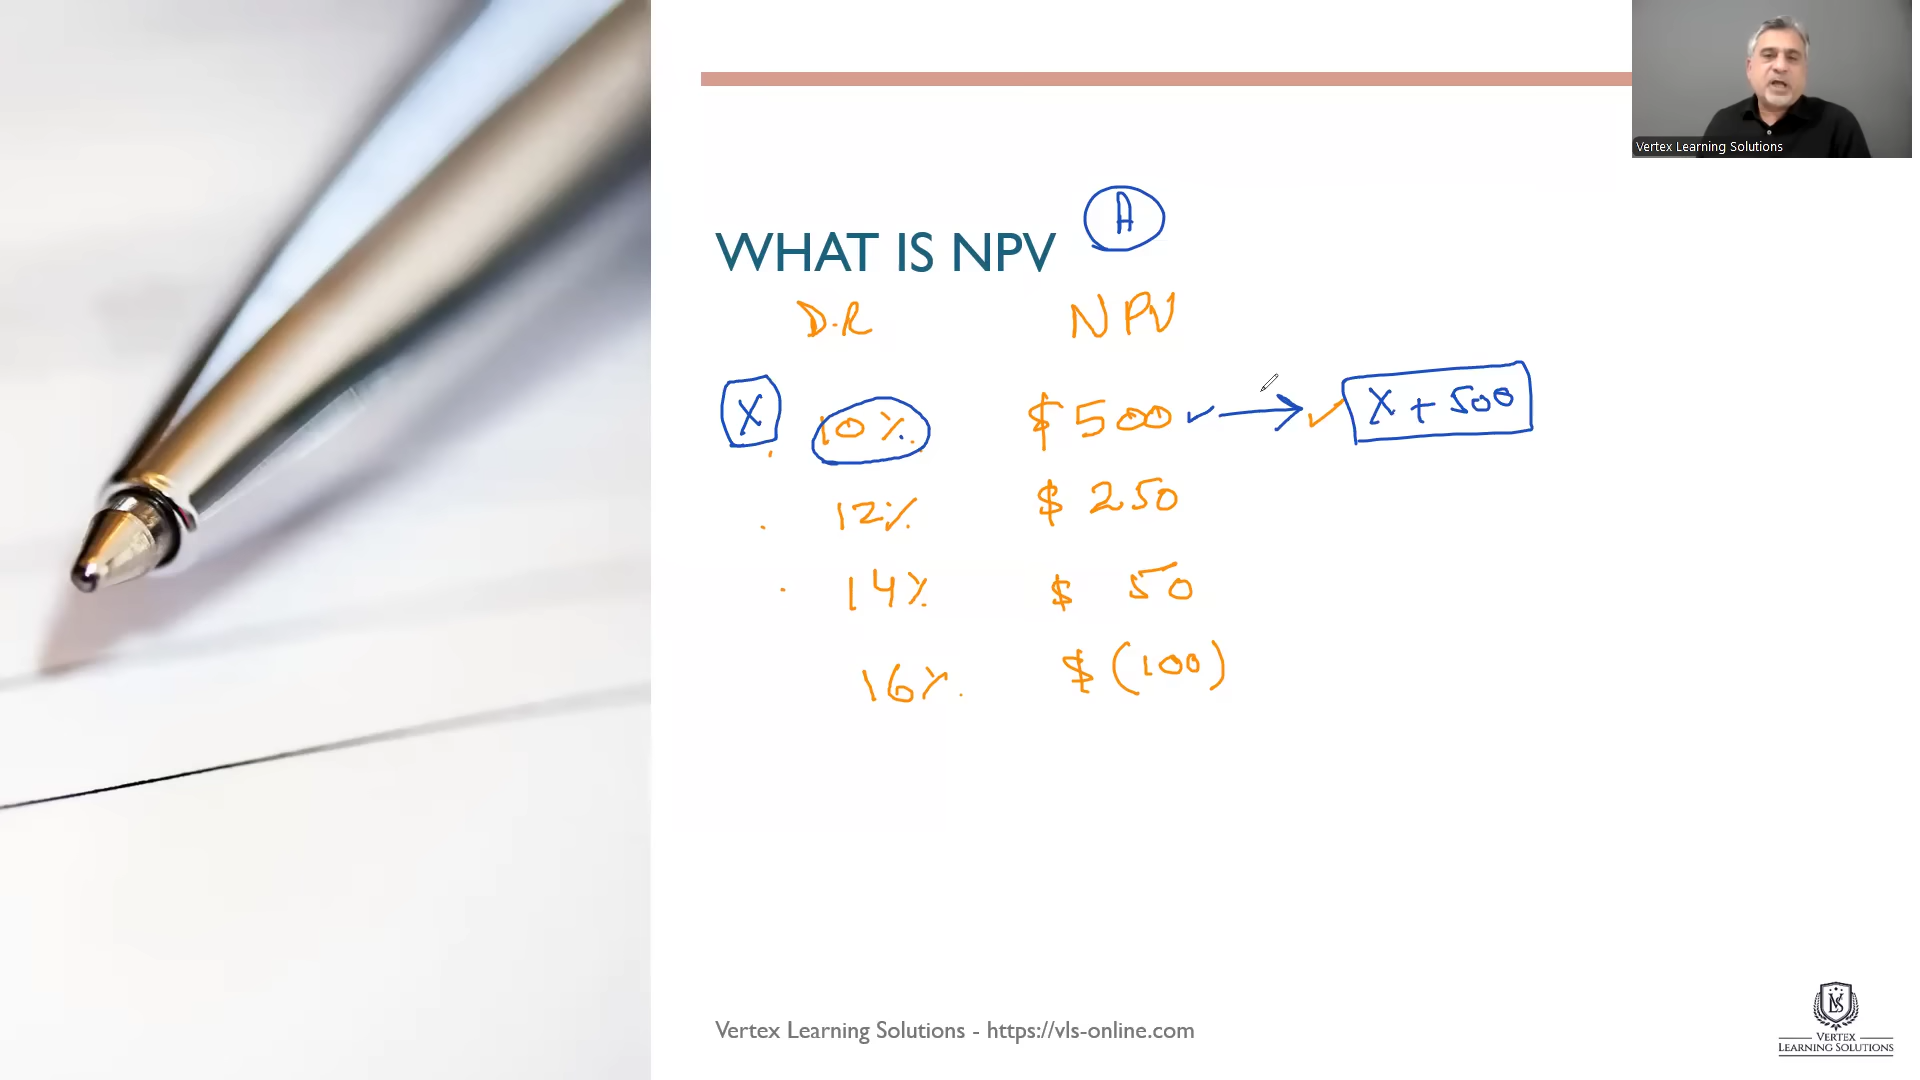 Vertex Learning Solutions
A
WHAT IS NPV
D.R NPV
X 10% $500 ✓ → ✓ X + 500
12% $ 250
14% $ 50
16% $ (100)
Vertex Learning Solutions - https://vls-online.com
VLS
VERTEX
LEARNING SOLUTIONS